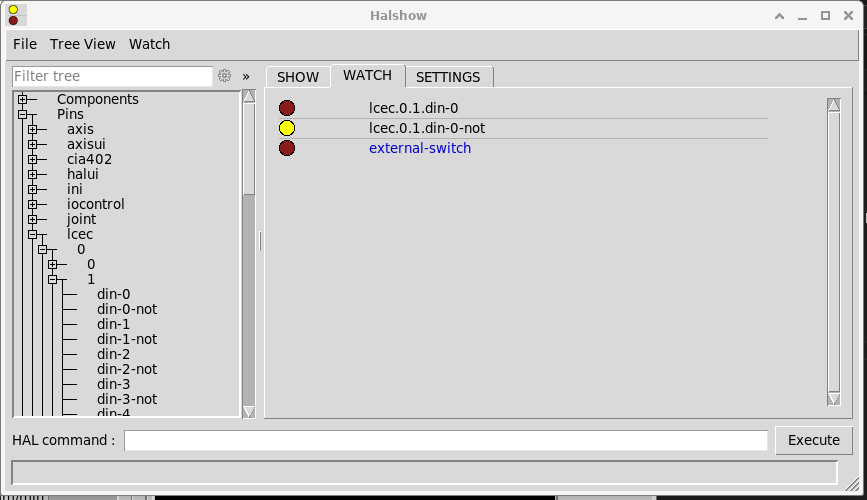 Halshow
File Tree View Watch
Filter tree »
SHOW WATCH SETTINGS
Components
Pins
axis
axisui
cia402
halui
ini
iocontrol
joint
lcec
0
0
1
din-0
din-0-not
din-1
din-1-not
din-2
din-2-not
din-3
din-3-not
din-4
lcec.0.1.din-0
lcec.0.1.din-0-not
external-switch
HAL command :
Execute